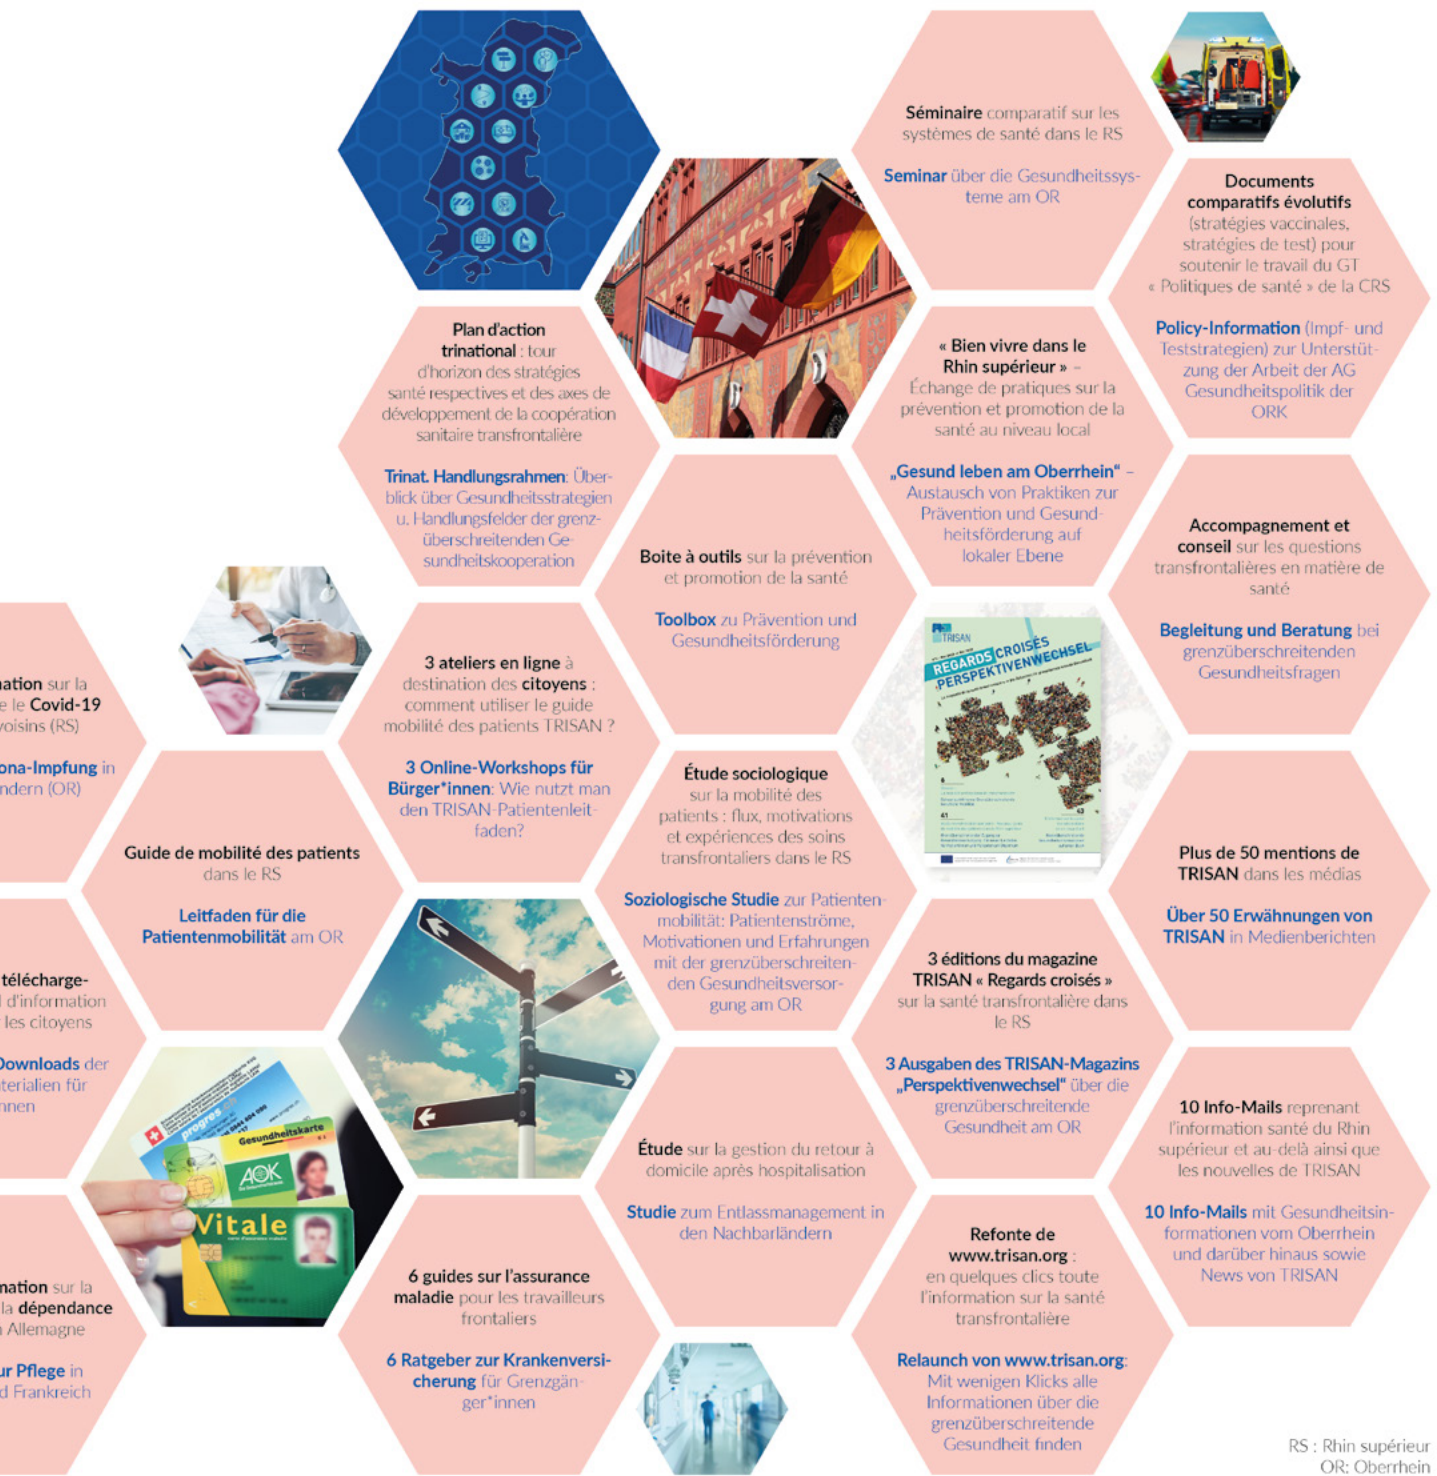 Séminaire comparatif sur les
systèmes de santé dans le RS
Seminar über die Gesundheitssys-
teme am OR
Documents
comparatifs évolutifs
(stratégies vaccinales,
stratégies de test) pour
soutenir le travail du GT
« Politiques de santé » de la CRS
Policy-Information (Impf- und
Teststrategien) zur Unterstüt-
zung der Arbeit der AG
Gesundheitspolitik der
ORK
Plan d'action
trinational : tour
d'horizon des stratégies
santé respectives et des axes de
développement de la coopération
sanitaire transfrontalière
Trinat. Handlungsrahmen: Über-
blick über Gesundheitsstrategien
u. Handlungsfelder der grenz-
überschreitenden Ge-
sundheitskooperation
« Bien vivre dans le
Rhin supérieur » –
Échange de pratiques sur la
prévention et promotion de la
santé au niveau local
„Gesund leben am Oberrhein“ –
Austausch von Praktiken zur
Prävention und Gesund-
heitsförderung auf
lokaler Ebene
Boite à outils sur la prévention
et promotion de la santé
Toolbox zu Prävention und
Gesundheitsförderung
Accompagnement et
conseil sur les questions
transfrontalières en matière de
santé
Begleitung und Beratung bei
grenzüberschreitenden
Gesundheitsfragen
TRISAN
REGARDS CROISÉS
PERSPEKTIVENWECHSEL
8
41
43
ation sur la
e le Covid-19
voisins (RS)
ona-Impfung in
ndern (OR)
3 ateliers en ligne à
destination des citoyens :
comment utiliser le guide
mobilité des patients TRISAN ?
3 Online-Workshops für
Bürger*innen: Wie nutzt man
den TRISAN-Patientenleit-
faden?
Guide de mobilité des patients
dans le RS
Leitfaden für die
Patientenmobilität am OR
Étude sociologique
sur la mobilité des
patients : flux, motivations
et expériences des soins
transfrontaliers dans le RS
Soziologische Studie zur Patienten-
mobilität: Patientenströme,
Motivationen und Erfahrungen
mit der grenzüberschreiten-
den Gesundheitsversor-
gung am OR
Plus de 50 mentions de
TRISAN dans les médias
Über 50 Erwähnungen von
TRISAN in Medienberichten
télécharge-
l d'information
les citoyens
Downloads der
terialien für
nnen
3 éditions du magazine
TRISAN « Regards croisés »
sur la santé transfrontalière dans
le RS
3 Ausgaben des TRISAN-Magazins
„Perspektivenwechsel“ über die
grenzüberschreitende
Gesundheit am OR
progres
Gesundheitskarte
AOK
Vitale
Étude sur la gestion du retour à
domicile après hospitalisation
Studie zum Entlassmanagement in
den Nachbarländern
10 Info-Mails reprenant
l'information santé du Rhin
supérieur et au-delà ainsi que
les nouvelles de TRISAN
10 Info-Mails mit Gesundheitsin-
formationen vom Oberrhein
und darüber hinaus sowie
News von TRISAN
mation sur la
la dépendance
n Allemagne
ur Pflege in
d Frankreich
6 guides sur l'assurance
maladie pour les travailleurs
frontaliers
6 Ratgeber zur Krankenversi-
cherung für Grenzgän-
ger*innen
Refonte de
www.trisan.org :
en quelques clics toute
l'information sur la santé
transfrontalière
Relaunch von www.trisan.org:
Mit wenigen Klicks alle
Informationen über die
grenzüberschreitende
Gesundheit finden
RS : Rhin supérieur
OR: Oberrhein